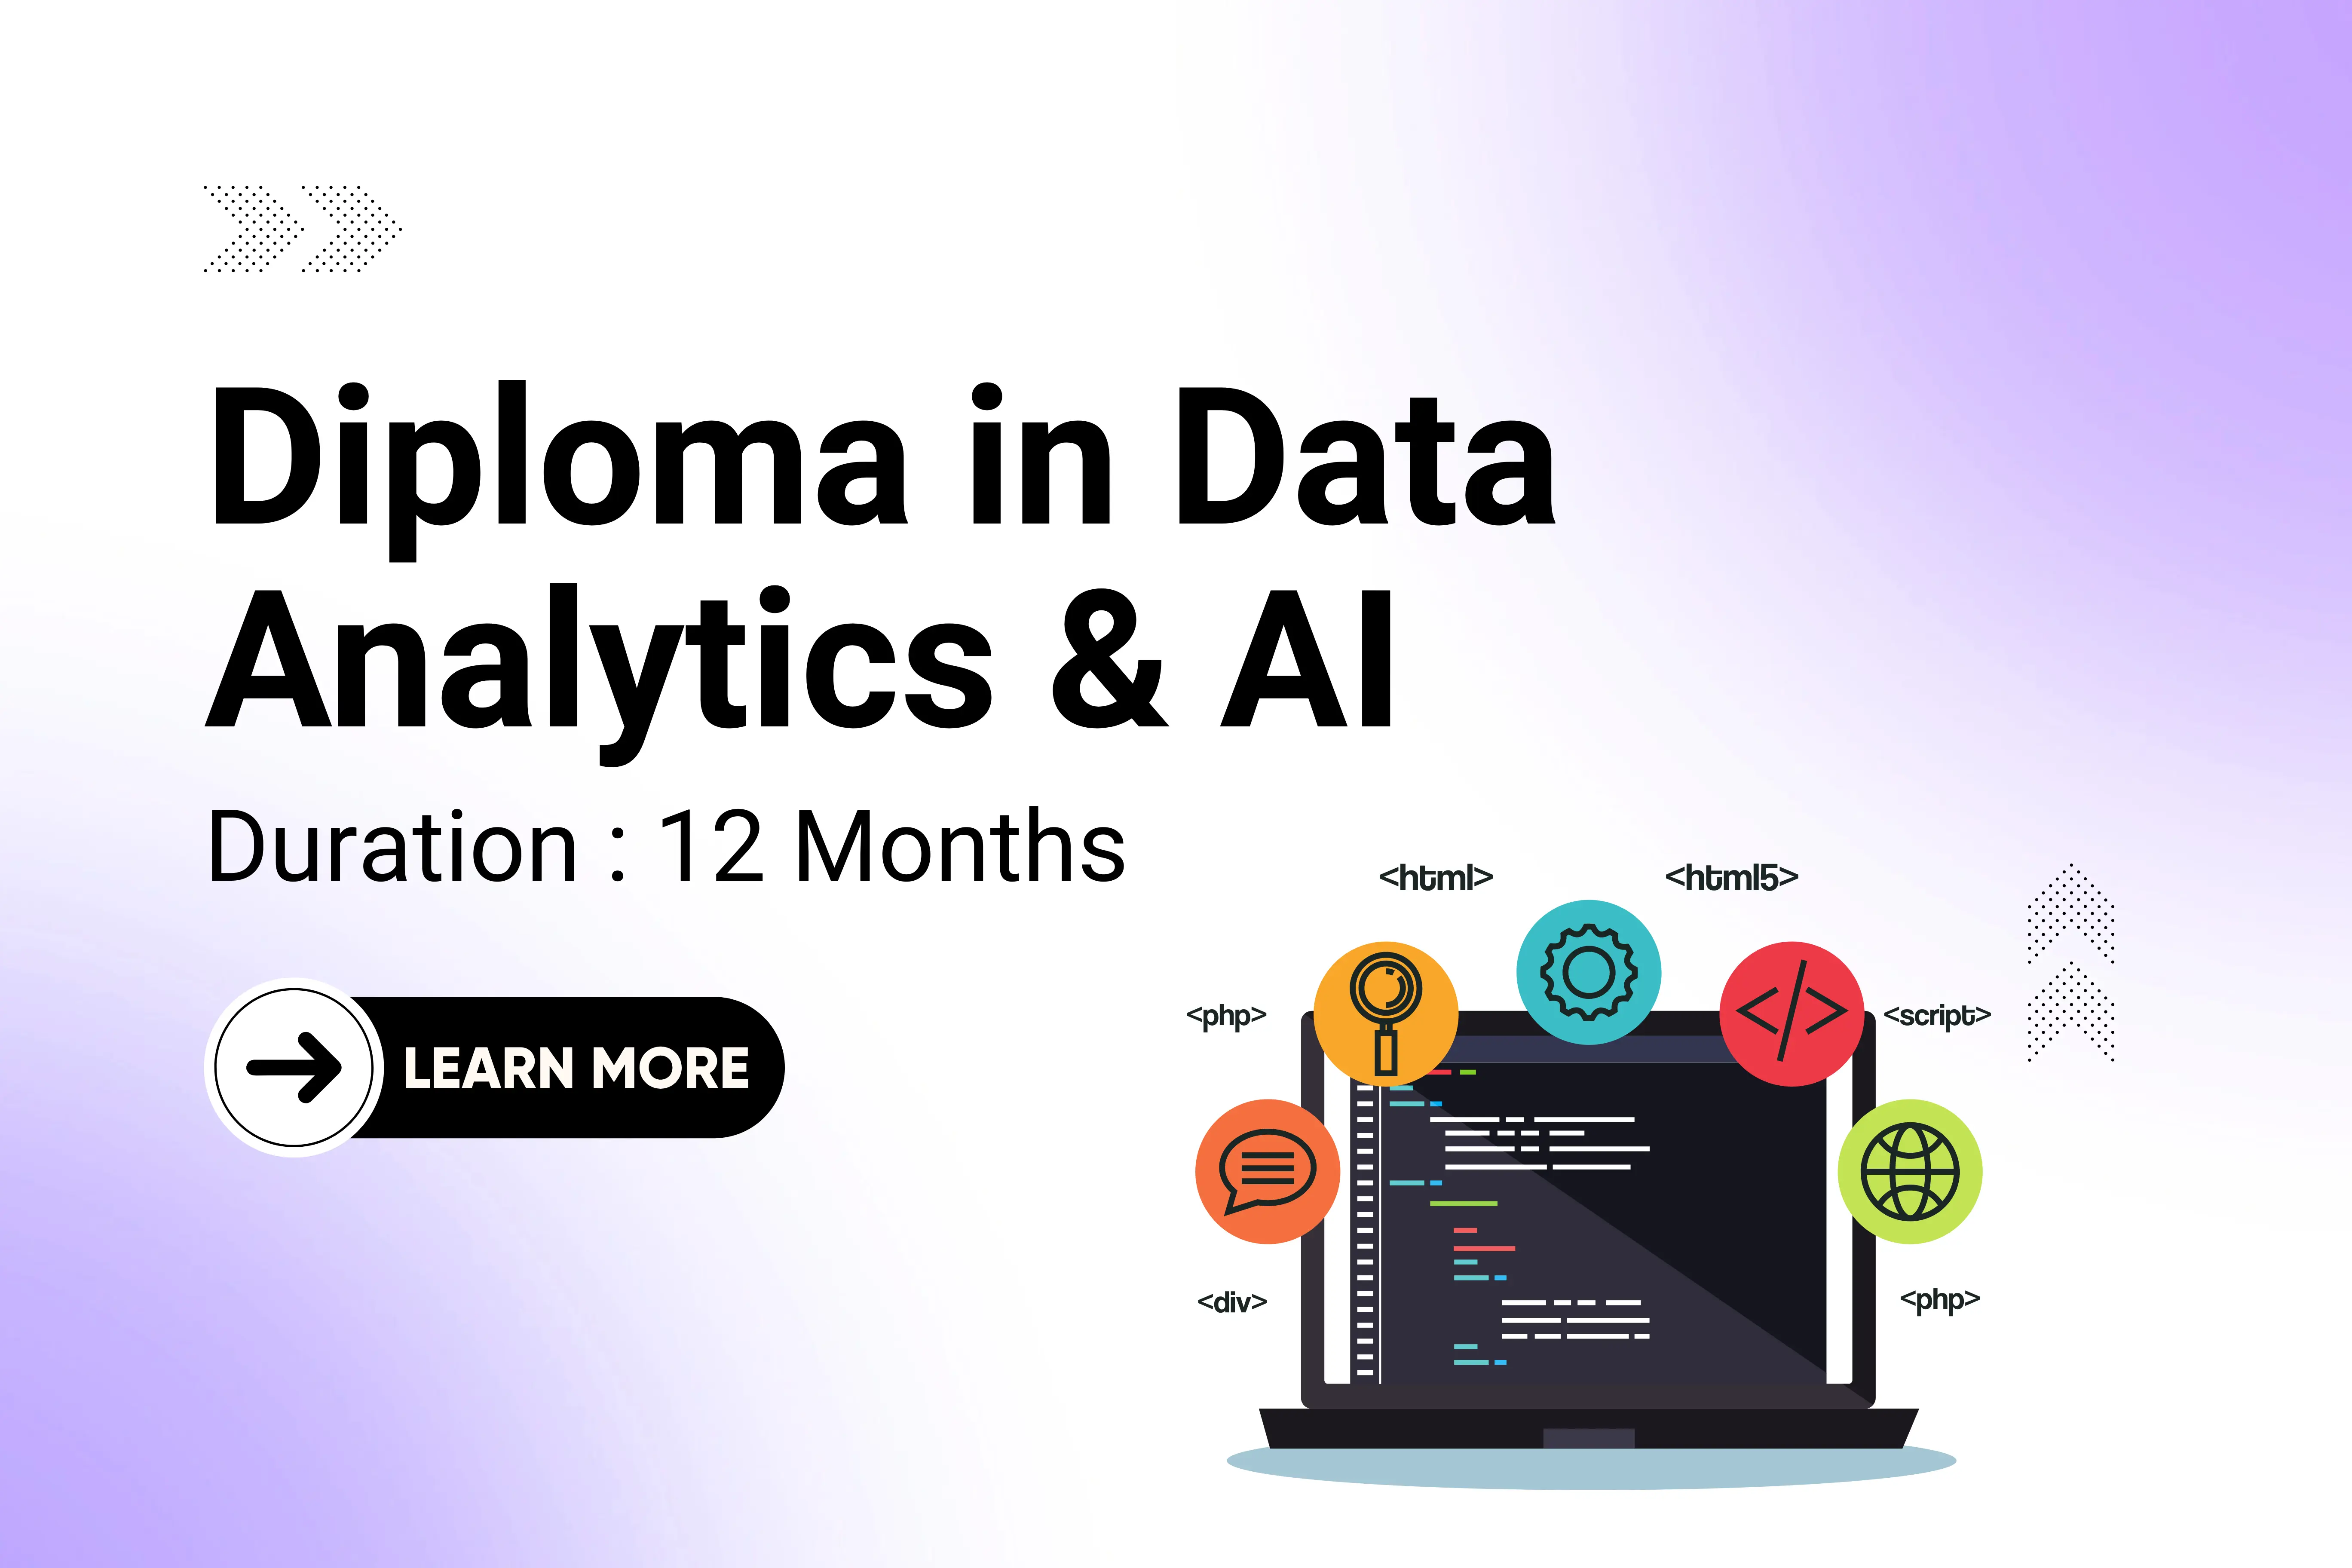 Diploma in Data
Analytics & AI
Duration : 12 Months
LEARN MORE
<html>
<html5>
<php>
<script>
<div>
<php>